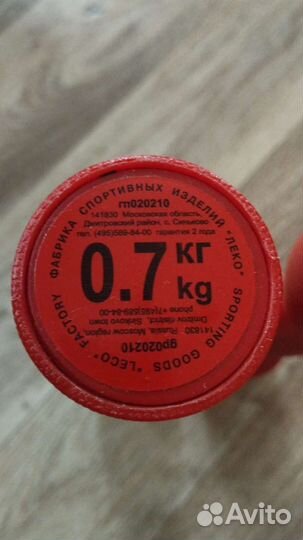 ФАБРИКА СПОРТИВНЫХ ИЗДЕЛИЙ "ЛЕКО"
гп020210
141830 Московская область,
Дмитровский район, с. Синьково
тел. (495)589-84-00 гарантия 2 года
0.7 кг
kg
phone +7(495)589-84-00
Dmitrov district, Sinkovo town
141830 Russia, Moscow region,
gp020210
SPORTING GOODS "LECO" FACTORY
Avito